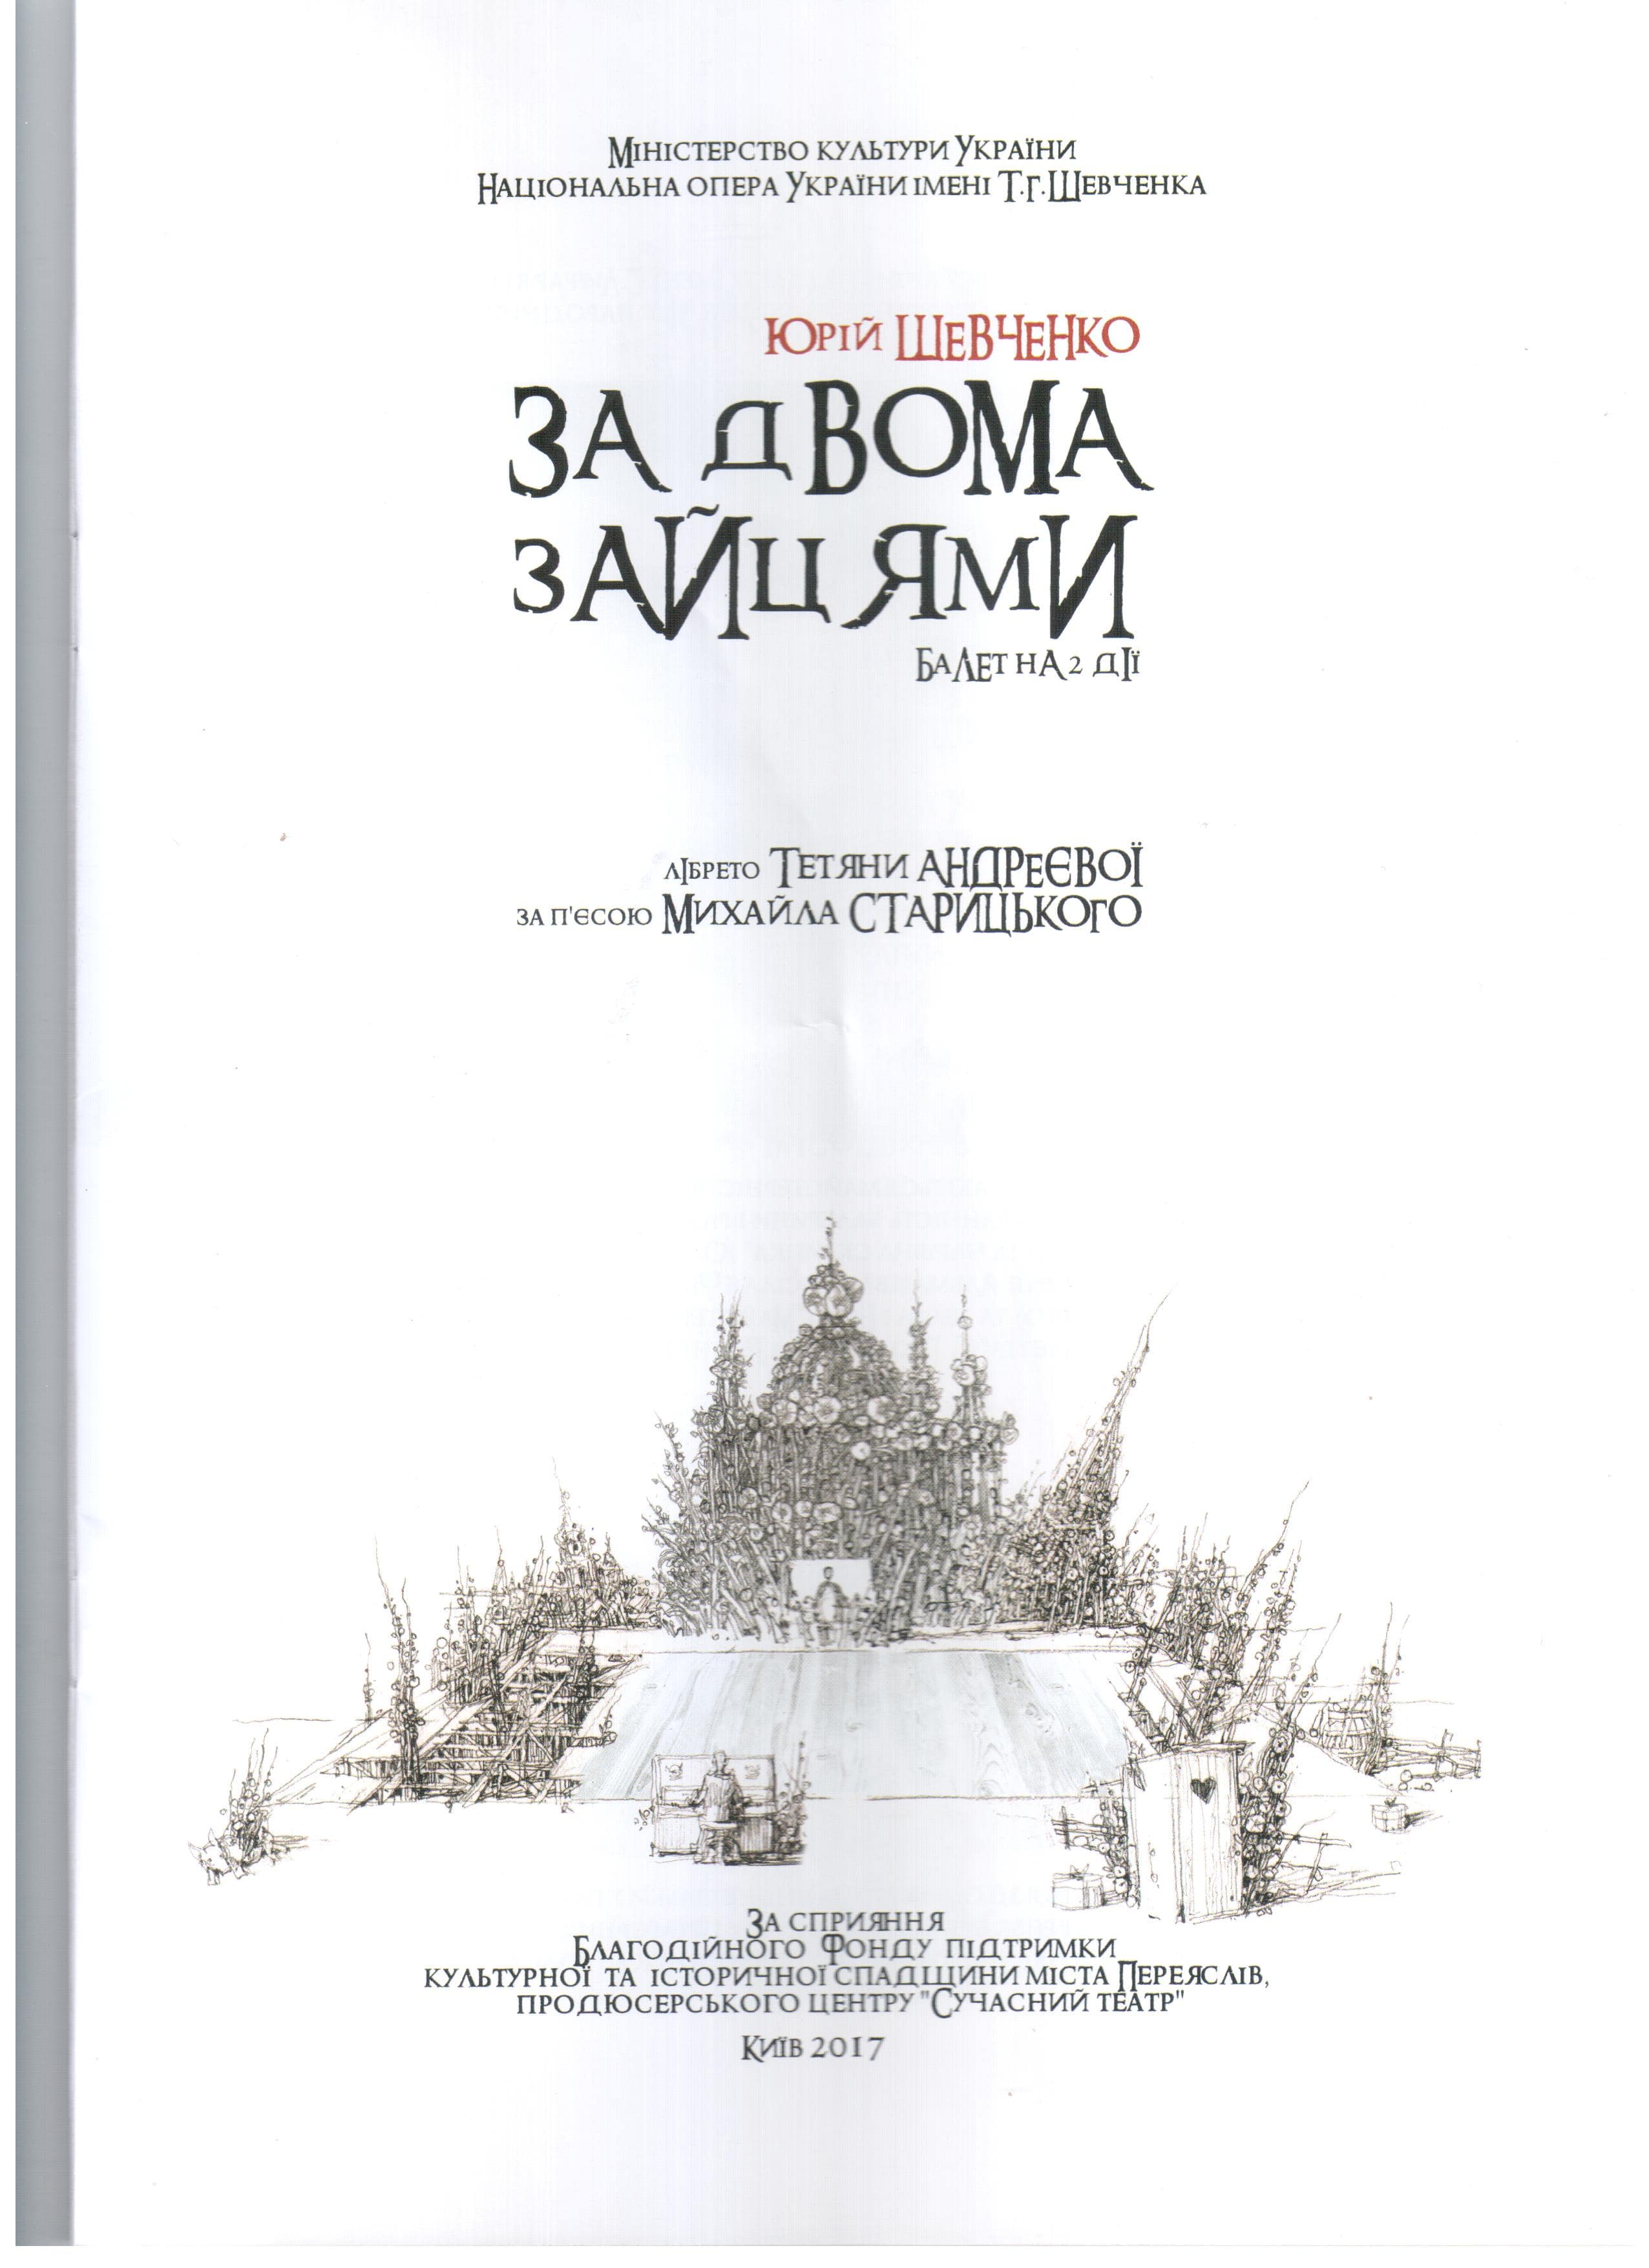 Міністерство культури України
Національна опера України імені Т.Г.Шевченка
Юрій ШЕВЧЕНКО
ЗА ДВОМА
ЗАЙЦЯМИ
Балет на 2 дії
лібрето Тетяни АНДРЕЄВОЇ
за п'єсою Михайла СТАРИЦЬКОГО
За сприяння
Благодійного Фонду підтримки
культурної та історичної спадщини міста Переяслів,
продюсерського центру "Сучасний театр"
Київ 2017